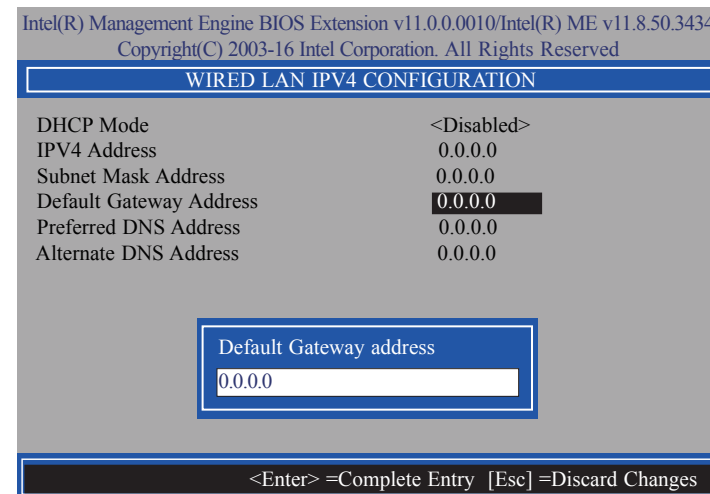 Intel(R) Management Engine BIOS Extension v11.0.0.0010/Intel(R) ME v11.8.50.3434
Copyright(C) 2003-16 Intel Corporation. All Rights Reserved
WIRED LAN IPV4 CONFIGURATION
DHCP Mode <Disabled>
IPV4 Address 0.0.0.0
Subnet Mask Address 0.0.0.0
Default Gateway Address 0.0.0.0
Preferred DNS Address 0.0.0.0
Alternate DNS Address 0.0.0.0
Default Gateway address
0.0.0.0
<Enter> =Complete Entry [Esc] =Discard Changes